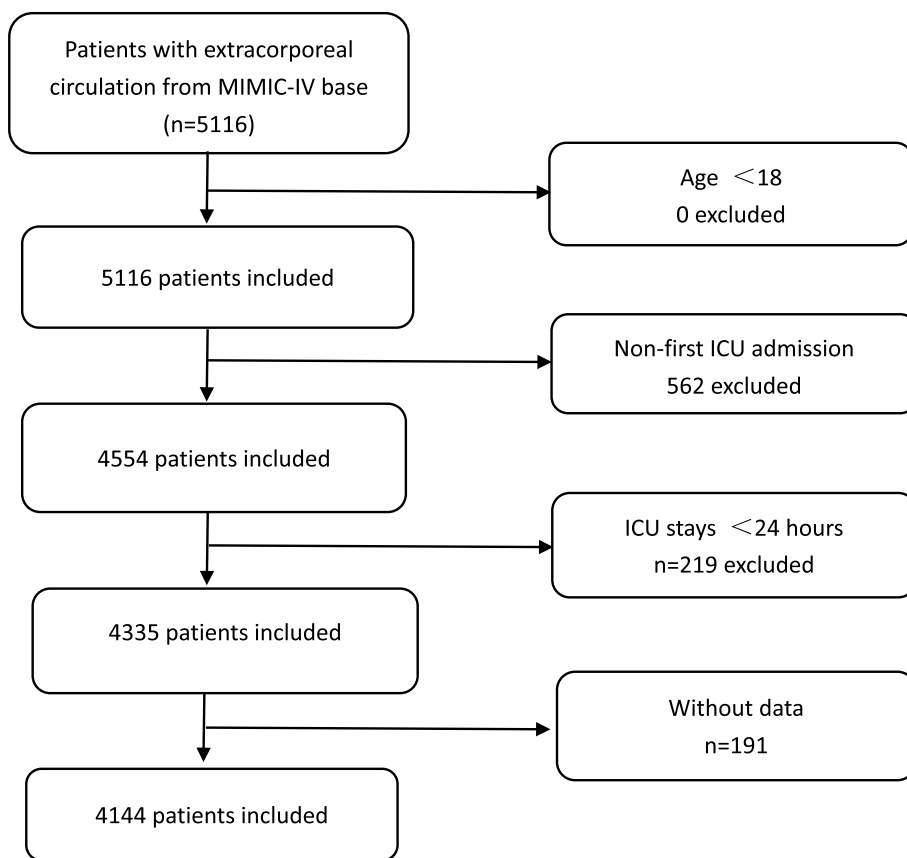 Patients with extracorporeal
circulation from MIMIC-IV base
(n=5116)
Age ＜18
0 excluded
5116 patients included
Non-first ICU admission
562 excluded
4554 patients included
ICU stays ＜24 hours
n=219 excluded
4335 patients included
Without data
n=191
4144 patients included